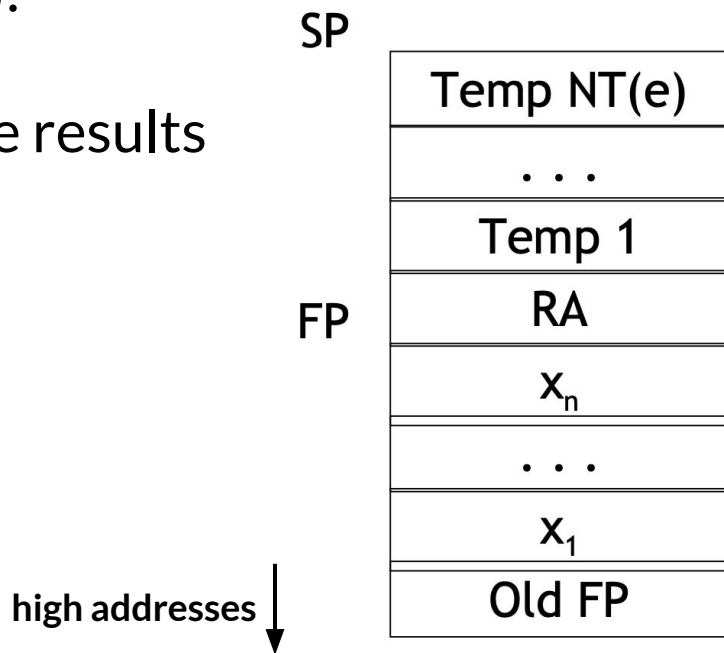 SP
Temp NT(e)
e results
. . .
Temp 1
FP
RA
xₙ
. . .
x₁
high addresses
Old FP